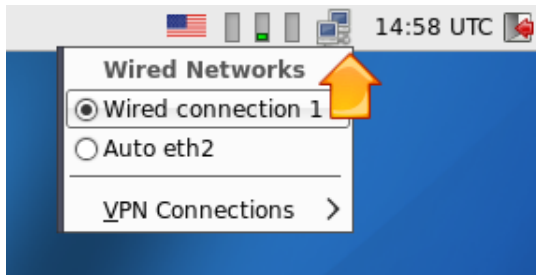 14:58 UTC
Wired Networks
Wired connection 1
Auto eth2
VPN Connections